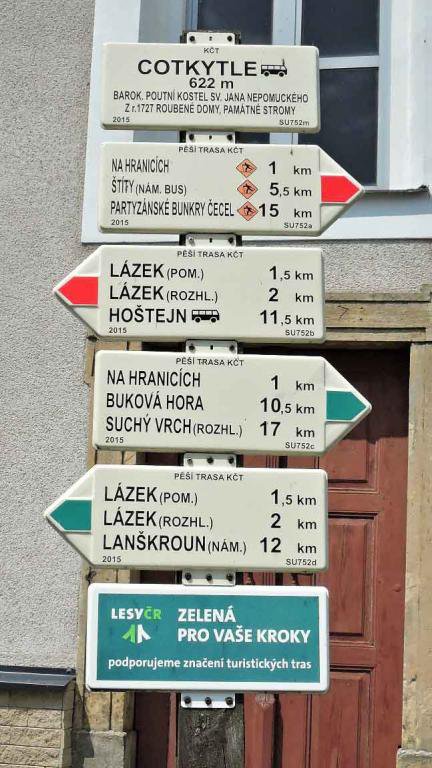 KČT
COTKYTLE
622 m
BAROK. POUTNÍ KOSTEL SV. JANA NEPOMUCKÉHO
Z r.1727 ROUBENÉ DOMY, PAMÁTNÉ STROMY
2015 SU752m
PĚŠÍ TRASA KČT
NA HRANICÍCH 1 km
ŠTÍTY (NÁM. BUS) 5,5 km
PARTYZÁNSKÉ BUNKRY ČECEL 15 km
2015 SU752a
PĚŠÍ TRASA KČT
LÁZEK (POM.) 1,5 km
LÁZEK (ROZHL.) 2 km
HOŠTEJN 11,5 km
2015 SU752b
PĚŠÍ TRASA KČT
NA HRANICÍCH 1 km
BUKOVÁ HORA 10,5 km
SUCHÝ VRCH (ROZHL.) 17 km
2015 SU752c
PĚŠÍ TRASA KČT
LÁZEK (POM.) 1,5 km
LÁZEK (ROZHL.) 2 km
LANŠKROUN (NÁM.) 12 km
2015 SU752d
LESY ČR ZELENÁ
PRO VAŠE KROKY
podporujeme značení turistických tras